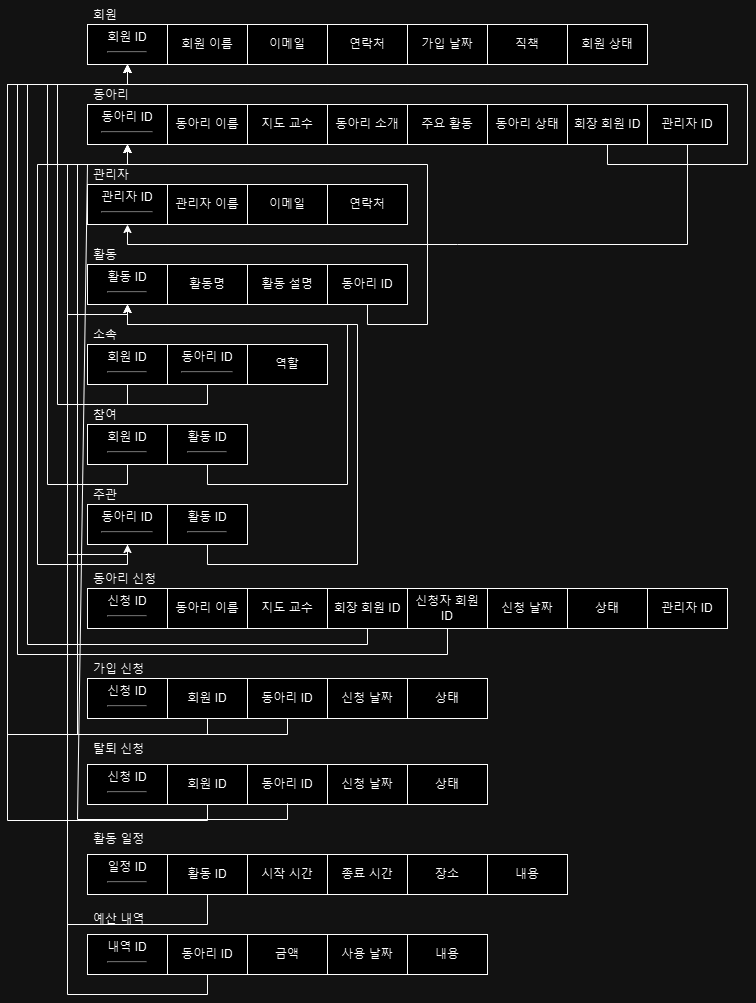 회원
회원 ID 회원 이름 이메일 연락처 가입 날짜 직책 회원 상태
동아리
동아리 ID 동아리 이름 지도 교수 동아리 소개 주요 활동 동아리 상태 회장 회원 ID 관리자 ID
관리자
관리자 ID 관리자 이름 이메일 연락처
활동
활동 ID 활동명 활동 설명 동아리 ID
소속
회원 ID 동아리 ID 역할
참여
회원 ID 활동 ID
주관
동아리 ID 활동 ID
동아리 신청
신청 ID 동아리 이름 지도 교수 회장 회원 ID 신청자 회원
ID 신청 날짜 상태 관리자 ID
가입 신청
신청 ID 회원 ID 동아리 ID 신청 날짜 상태
탈퇴 신청
신청 ID 회원 ID 동아리 ID 신청 날짜 상태
활동 일정
일정 ID 활동 ID 시작 시간 종료 시간 장소 내용
예산 내역
내역 ID 동아리 ID 금액 사용 날짜 내용